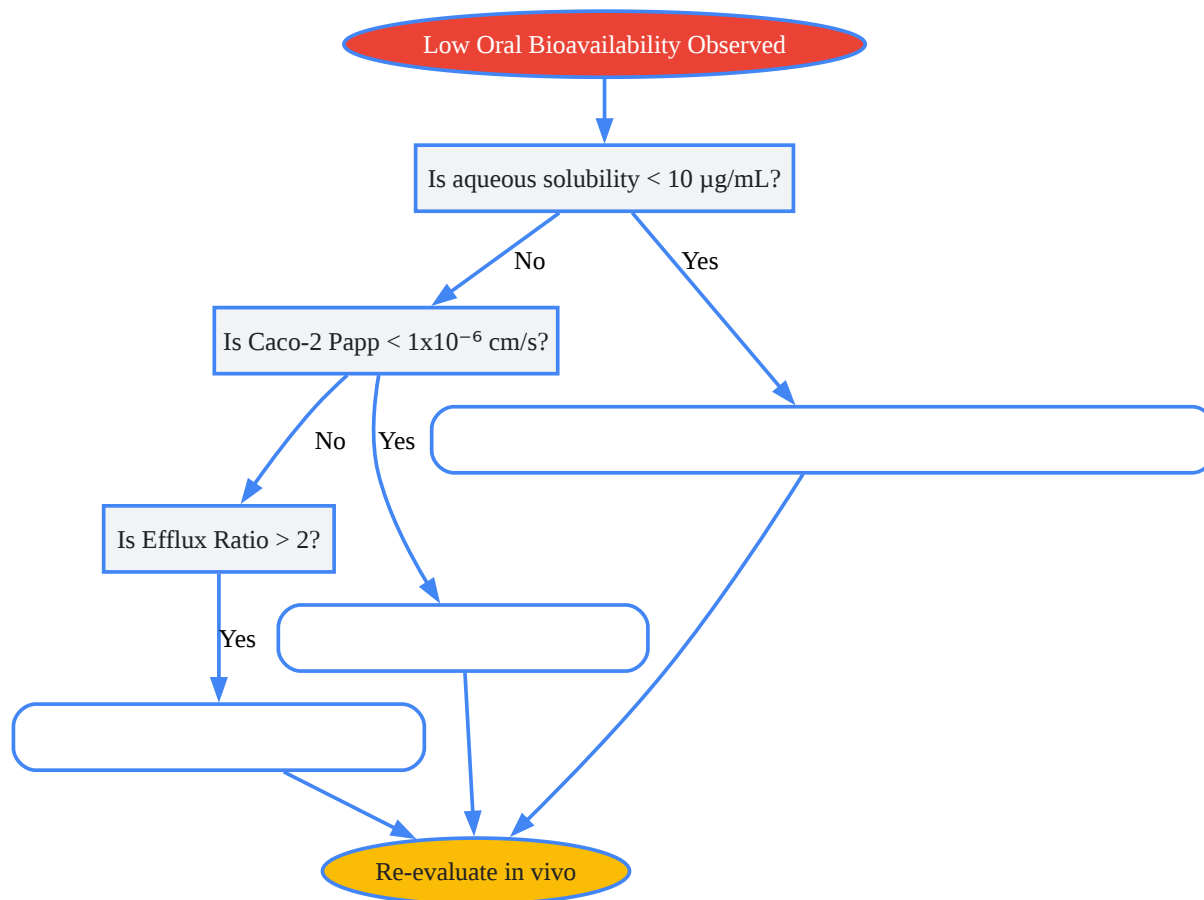 Low Oral Bioavailability Observed
Is aqueous solubility < 10 µg/mL?
No
Yes
Is Caco-2 Papp < 1x10⁻⁶ cm/s?
No
Yes
Is Efflux Ratio > 2?
Yes
Re-evaluate in vivo